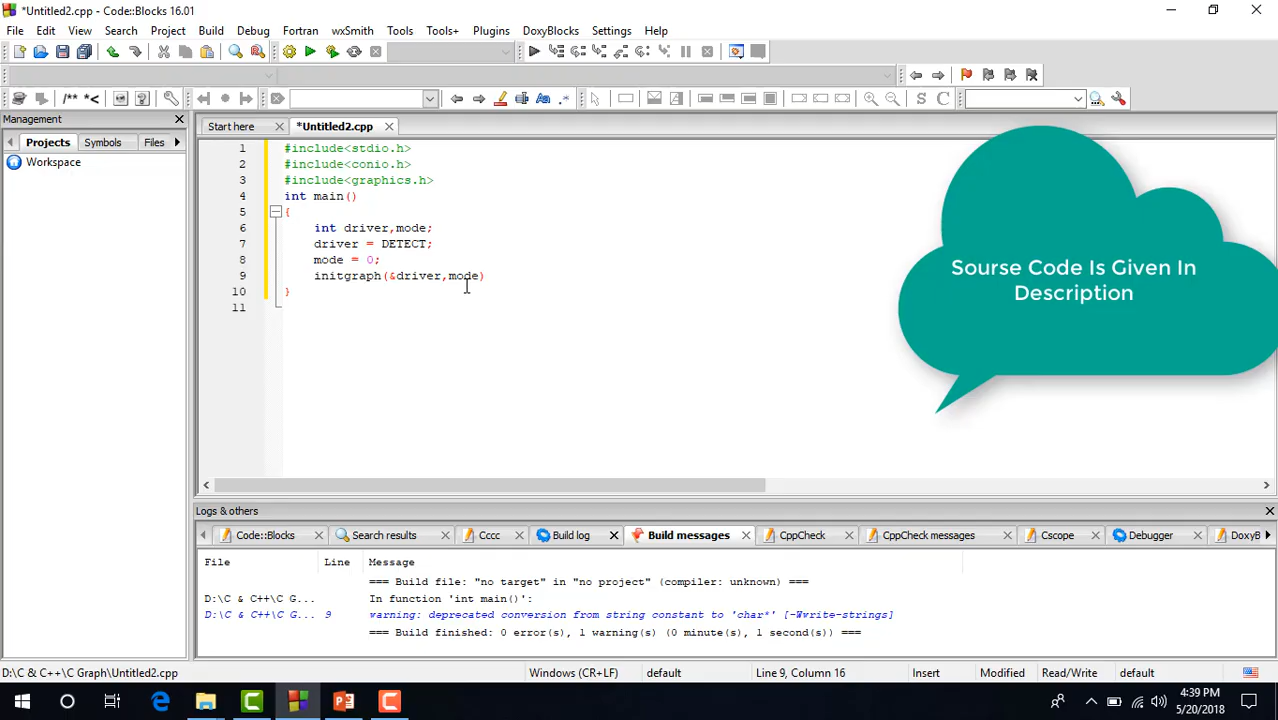 *Untitled2.cpp - Code::Blocks 16.01
File Edit View Search Project Build Debug Fortran wxSmith Tools Tools+ Plugins DoxyBlocks Settings Help
/** *< S C
Management
Projects Symbols Files
Workspace
Start here *Untitled2.cpp
1 #include<stdio.h>
2 #include<conio.h>
3 #include<graphics.h>
4 int main()
5 {
6 int driver,mode;
7 driver = DETECT;
8 mode = 0;
9 initgraph(&driver,mode)
10 }
11
Sourse Code Is Given In
Description
Logs & others
Code::Blocks Search results Cccc Build log Build messages CppCheck CppCheck messages Cscope Debugger DoxyB
File Line Message
=== Build file: "no target" in "no project" (compiler: unknown) ===
D:\C & C++\C G... In function 'int main()':
D:\C & C++\C G... 9 warning: deprecated conversion from string constant to 'char*' [-Wwrite-strings]
=== Build finished: 0 error(s), 1 warning(s) (0 minute(s), 1 second(s)) ===
D:\C & C++\C Graph\Untitled2.cpp Windows (CR+LF) default Line 9, Column 16 Insert Modified Read/Write default
4:39 PM
5/20/2018